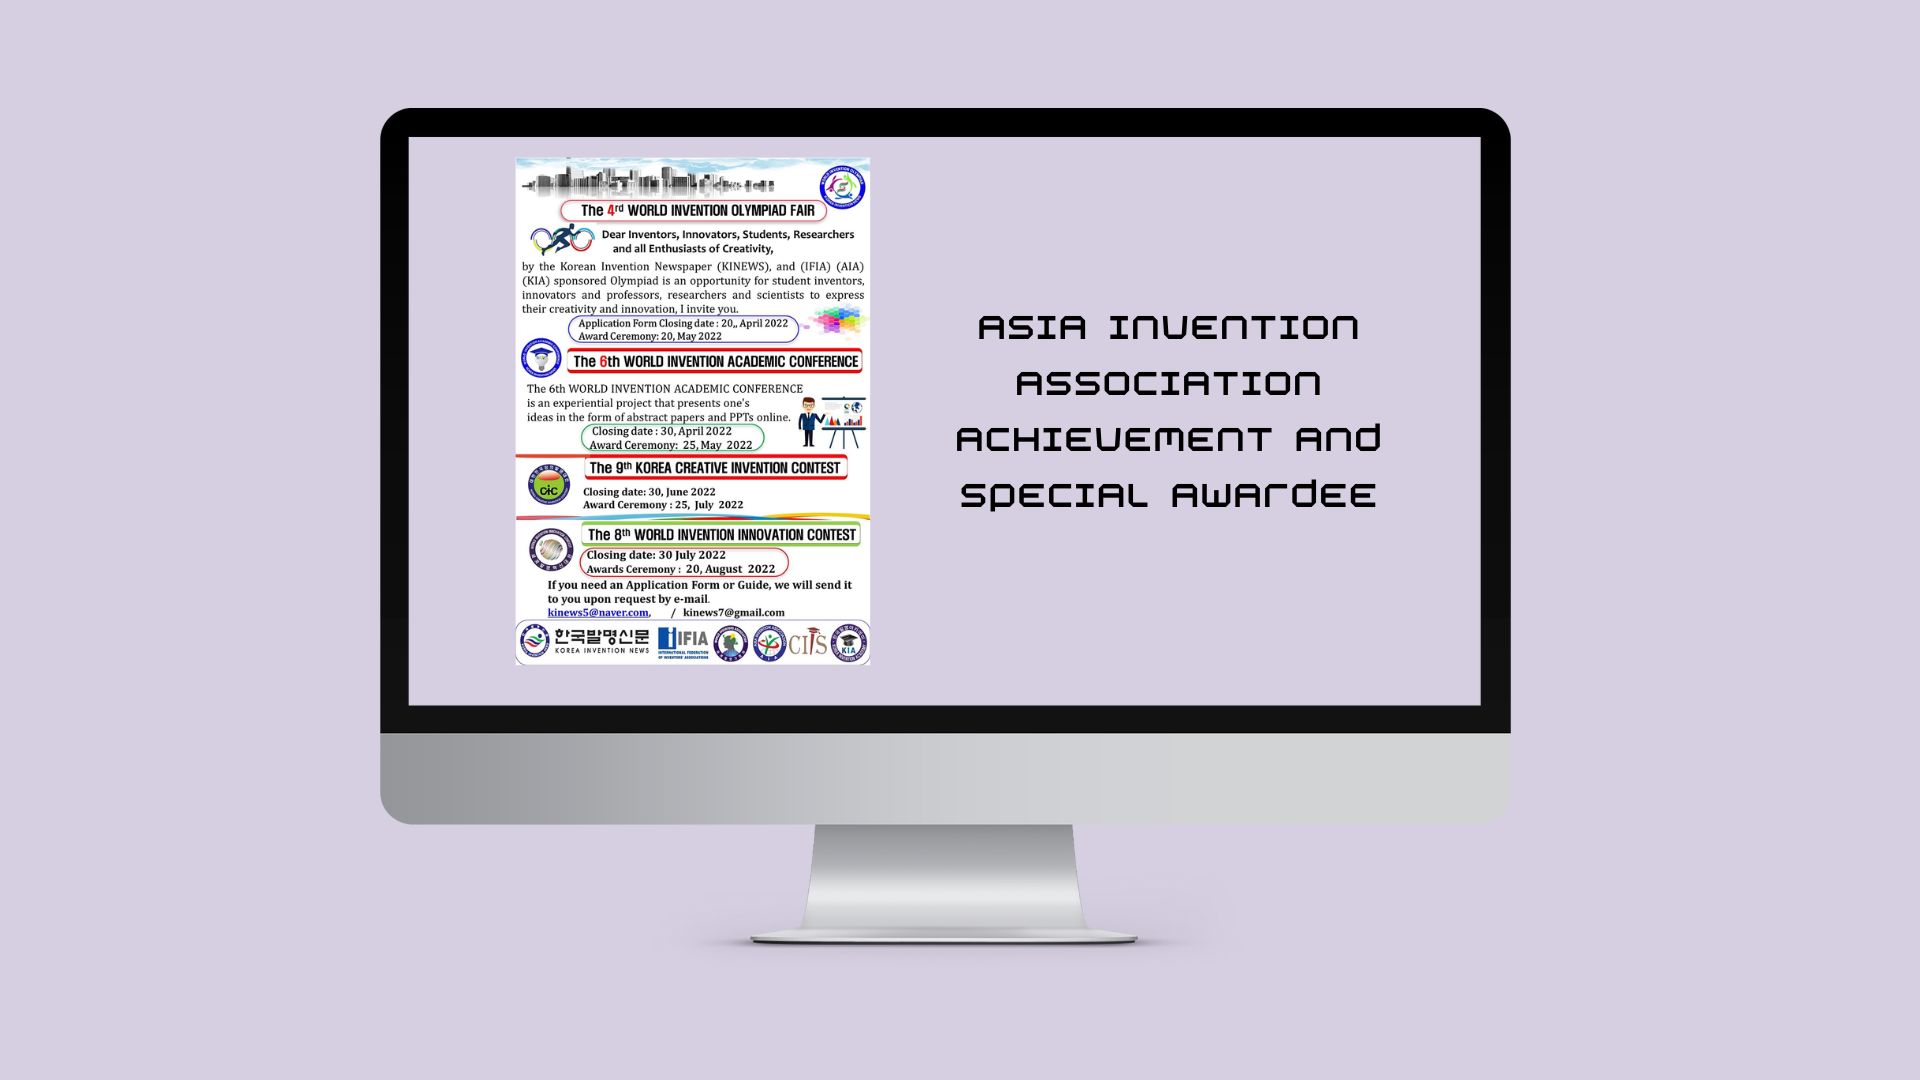 The 4rd WORLD INVENTION OLYMPIAD FAIR
Dear Inventors, Innovators, Students, Researchers
and all Enthusiasts of Creativity,
by the Korean Invention Newspaper (KINEWS), and (IFIA) (AIA)
(KIA) sponsored Olympiad is an opportunity for student inventors,
innovators and professors, researchers and scientists to express
their creativity and innovation, I invite you.
Application Form Closing date : 20,, April 2022
Award Ceremony: 20, May 2022
The 6th WORLD INVENTION ACADEMIC CONFERENCE
The 6th WORLD INVENTION ACADEMIC CONFERENCE
is an experiential project that presents one's
ideas in the form of abstract papers and PPTs online.
Closing date : 30, April 2022
Award Ceremony: 25, May 2022
The 9th KOREA CREATIVE INVENTION CONTEST
CIC
Closing date: 30, June 2022
Award Ceremony : 25, July 2022
The 8th WORLD INVENTION INNOVATION CONTEST
Closing date: 30 July 2022
Awards Ceremony : 20, August 2022
If you need an Application Form or Guide, we will send it
to you upon request by e-mail.
kinews5@naver.com, / kinews7@gmail.com
한국발명신문
KOREA INVENTION NEWS
IFIA
INTERNATIONAL FEDERATION
OF INVENTORS' ASSOCIATIONS
CIIS
KIA
ASIA INVENTION
ASSOCIATION
ACHIEVEMENT AND
SPECIAL AWARDEE